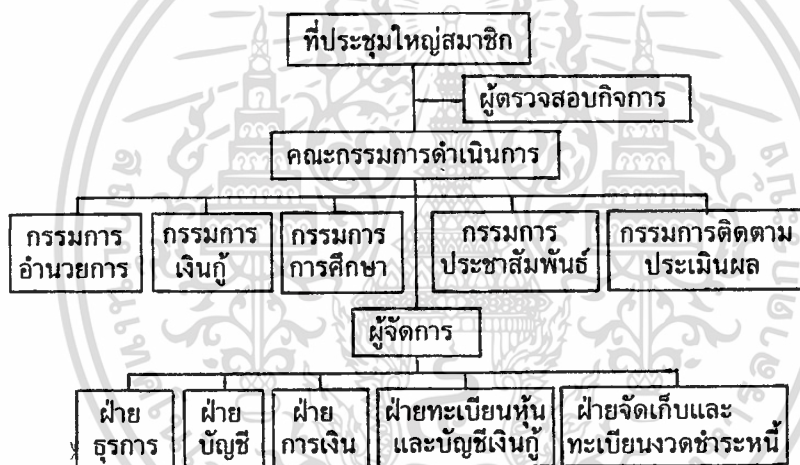 ที่ประชุมใหญ่สมาชิก
ผู้ตรวจสอบกิจการ
คณะกรรมการดำเนินการ
กรรมการ
อำนวยการ
กรรมการ
เงินกู้
กรรมการ
การศึกษา
กรรมการ
ประชาสัมพันธ์
กรรมการติดตาม
ประเมินผล
ผู้จัดการ
ฝ่าย
ธุรการ
ฝ่าย
บัญชี
ฝ่าย
การเงิน
ฝ่ายทะเบียนหุ้น
และบัญชีเงินกู้
ฝ่ายจัดเก็บและ
ทะเบียนงวดชำระหนี้